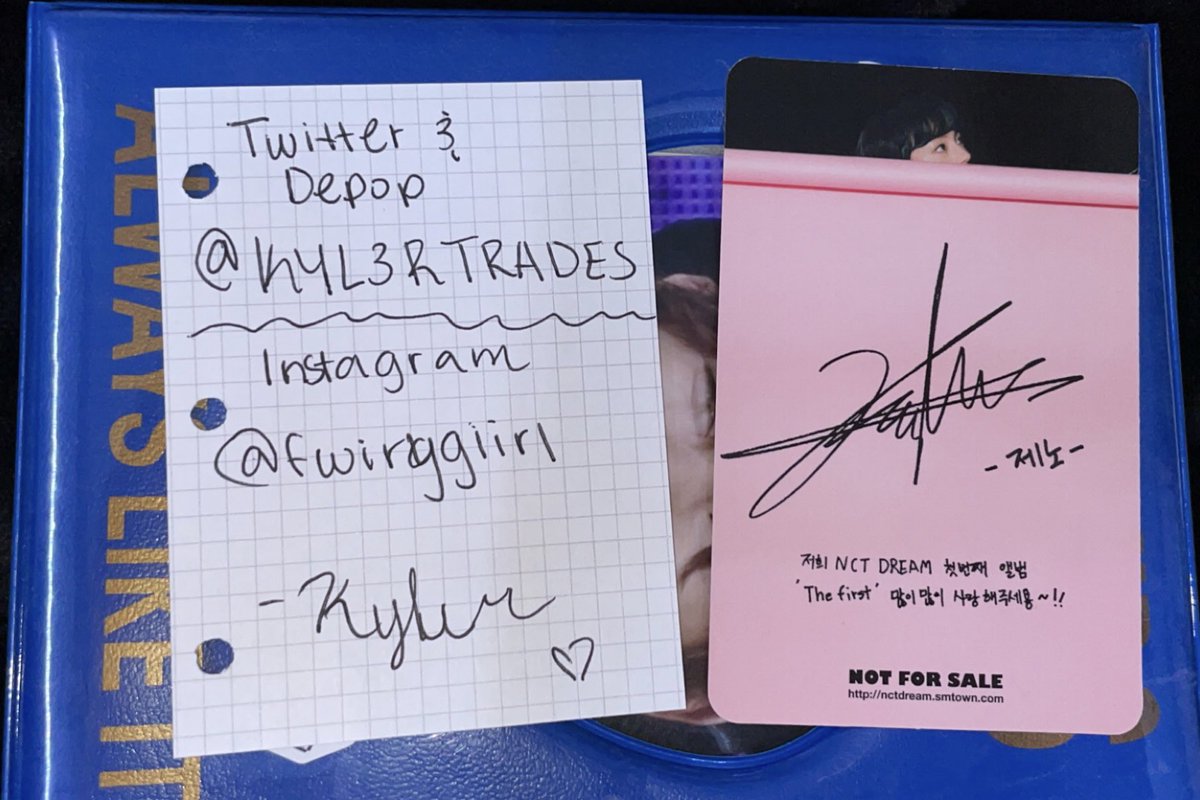 Twitter &
Depop
@KYL3RTRADES
Instagram
@fwirggiirl
-Kyler
- 제노 -
저희 NCT DREAM 첫번째 앨범
'The first' 많이많이 사랑해주세용~!!
NOT FOR SALE
http://nctdream.smtown.com
ALWAYS LIKE IT